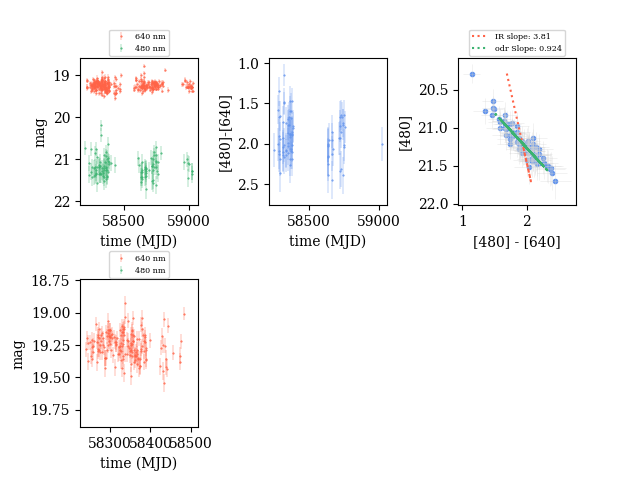 640 nm
480 nm
19
20
21
22
mag
58500
59000
time (MJD)
1.0
1.5
2.0
2.5
[480]-[640]
58500
59000
time (MJD)
IR slope: 3.81
odr Slope: 0.924
20.5
21.0
21.5
22.0
[480]
1
2
[480] - [640]
640 nm
480 nm
18.75
19.00
19.25
19.50
19.75
mag
58300
58400
58500
time (MJD)